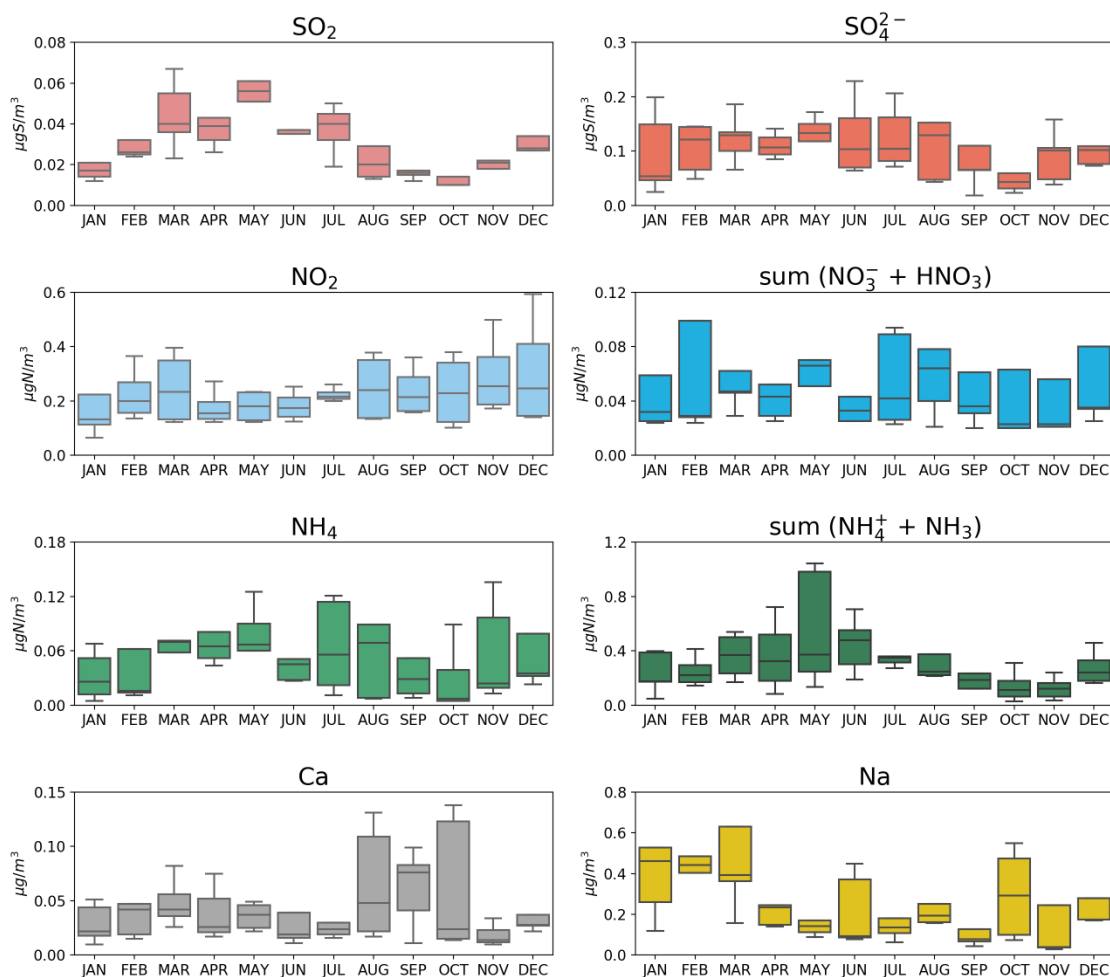 SO₂
μgS/m³
0.08
0.06
0.04
0.02
0.00
JAN FEB MAR APR MAY JUN JUL AUG SEP OCT NOV DEC
SO₄²⁻
μgS/m³
0.3
0.2
0.1
0.0
JAN FEB MAR APR MAY JUN JUL AUG SEP OCT NOV DEC
NO₂
μgN/m³
0.6
0.4
0.2
0.0
JAN FEB MAR APR MAY JUN JUL AUG SEP OCT NOV DEC
sum (NO₃⁻ + HNO₃)
μgN/m³
0.12
0.08
0.04
0.00
JAN FEB MAR APR MAY JUN JUL AUG SEP OCT NOV DEC
NH₄
μgN/m³
0.18
0.12
0.06
0.00
JAN FEB MAR APR MAY JUN JUL AUG SEP OCT NOV DEC
sum (NH₄⁺ + NH₃)
μgN/m³
1.2
0.8
0.4
0.0
JAN FEB MAR APR MAY JUN JUL AUG SEP OCT NOV DEC
Ca
μg/m³
0.15
0.10
0.05
0.00
JAN FEB MAR APR MAY JUN JUL AUG SEP OCT NOV DEC
Na
μg/m³
0.8
0.6
0.4
0.2
0.0
JAN FEB MAR APR MAY JUN JUL AUG SEP OCT NOV DEC